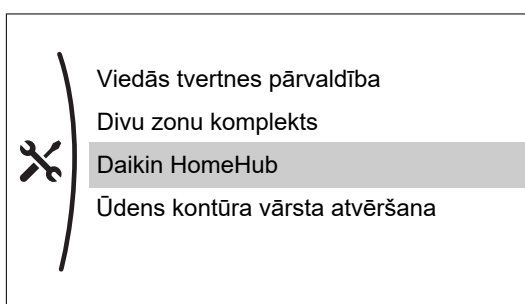 Viedās tvertnes pārvaldība
Divu zonu komplekts
Daikin HomeHub
Ūdens kontūra vārsta atvēršana